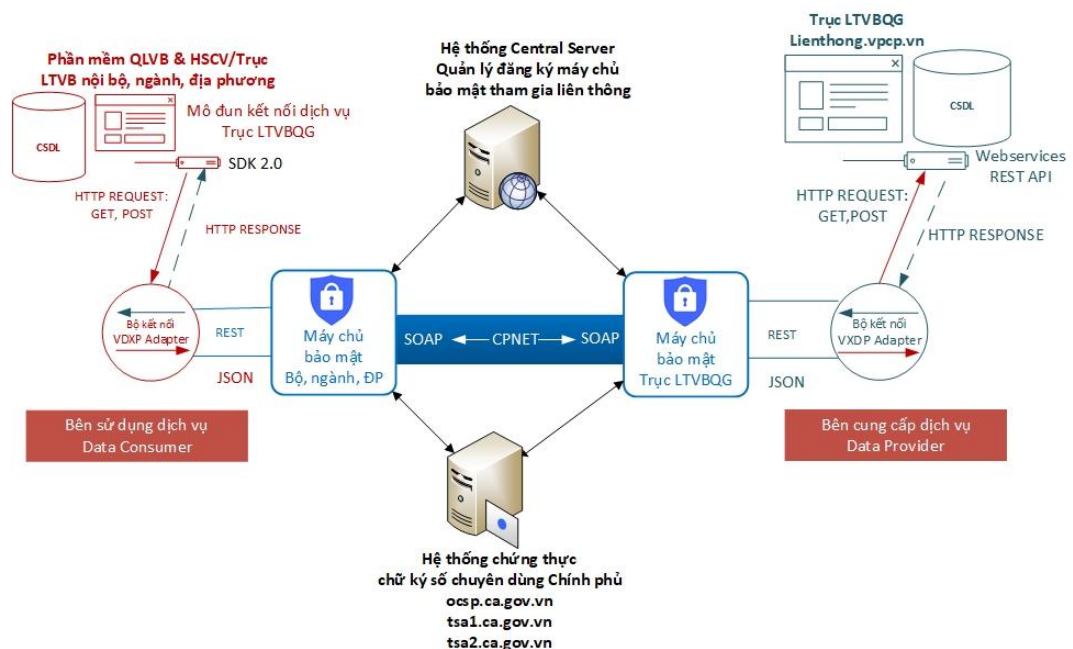 Phần mềm QLVB & HSCV/Trục
LTVB nội bộ, ngành, địa phương
CSDL
Mô đun kết nối dịch vụ
Trục LTVBQG
SDK 2.0
HTTP REQUEST:
GET, POST
HTTP RESPONSE
Bộ kết nối
VDXP Adapter
REST
JSON
Bên sử dụng dịch vụ
Data Consumer
Hệ thống Central Server
Quản lý đăng ký máy chủ
bảo mật tham gia liên thông
Máy chủ
bảo mật
Bộ, ngành, ĐP
SOAP
CPNET
SOAP
Máy chủ
bảo mật
Trục LTVBQG
Hệ thống chứng thực
chữ ký số chuyên dùng Chính phủ
ocsp.ca.gov.vn
tsa1.ca.gov.vn
tsa2.ca.gov.vn
Trục LTVBQG
Lienthong.vpcp.vn
CSDL
Webservices
REST API
HTTP REQUEST:
GET,POST
HTTP RESPONSE
REST
JSON
Bộ kết nối
VXDP Adapter
Bên cung cấp dịch vụ
Data Provider